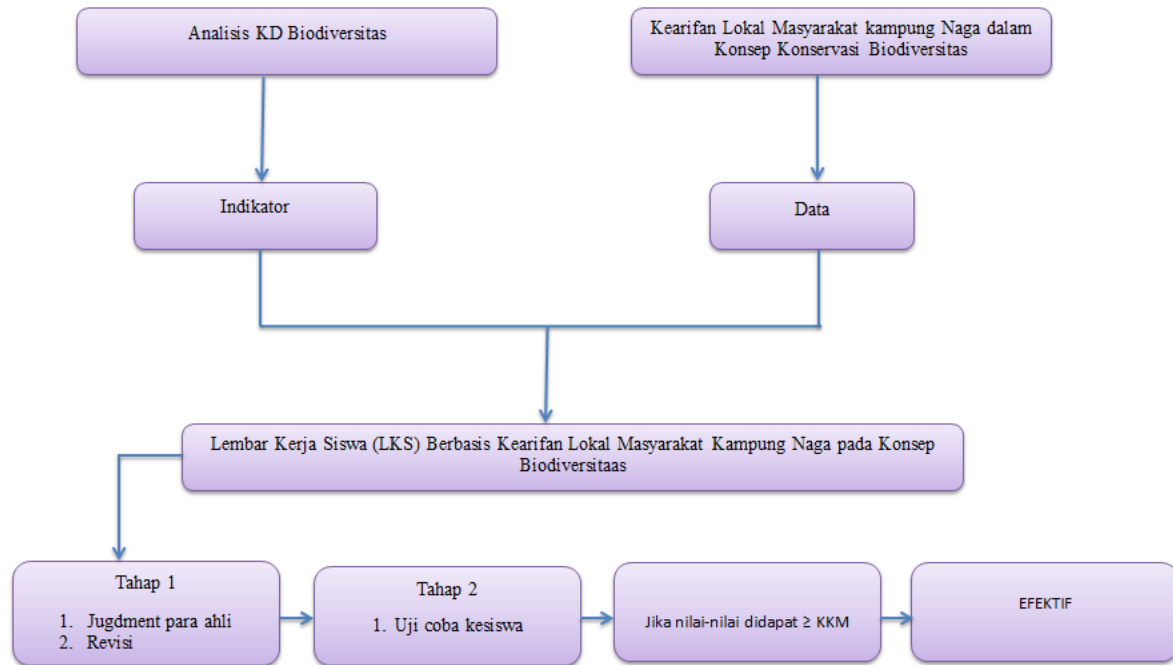 Analisis KD Biodiversitas
Kearifan Lokal Masyarakat kampung Naga dalam
Konsep Konservasi Biodiversitas
Indikator
Data
Lembar Kerja Siswa (LKS) Berbasis Kearifan Lokal Masyarakat Kampung Naga pada Konsep
Biodiversitaas
Tahap 1
1. Jugdment para ahli
2. Revisi
Tahap 2
1. Uji coba kesiswa
Jika nilai-nilai didapat ≥ KKM
EFEKTIF